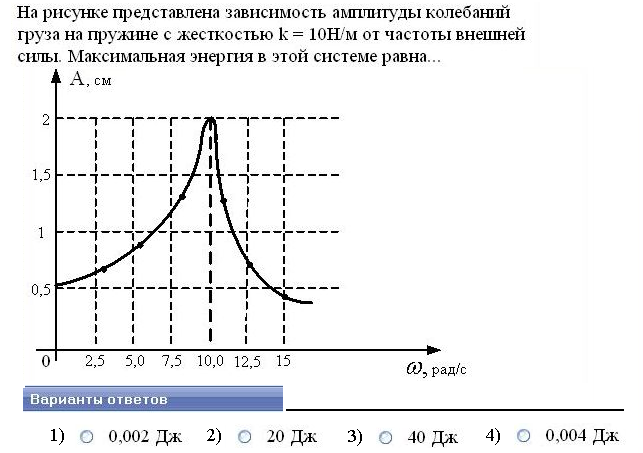 На рисунке представлена зависимость амплитуды колебаний
груза на пружине с жесткостью k = 10Н/м от частоты внешней
силы. Максимальная энергия в этой системе равна...
A, см
2
1,5
1
0,5
0 2,5 5,0 7,5 10,0 12,5 15
ω, рад/с
Варианты ответов
1) 0,002 Дж 2) 20 Дж 3) 40 Дж 4) 0,004 Дж